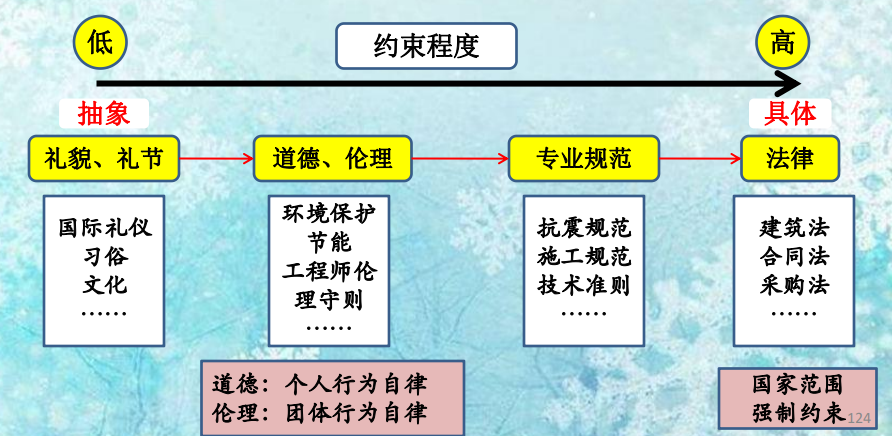 低
约束程度
高
抽象
具体
礼貌、礼节
道德、伦理
专业规范
法律
国际礼仪
习俗
文化
……
环境保护
节能
工程师伦
理守则
……
抗震规范
施工规范
技术准则
……
建筑法
合同法
采购法
……
道德：个人行为自律
伦理：团体行为自律
国家范围
强制约束
124